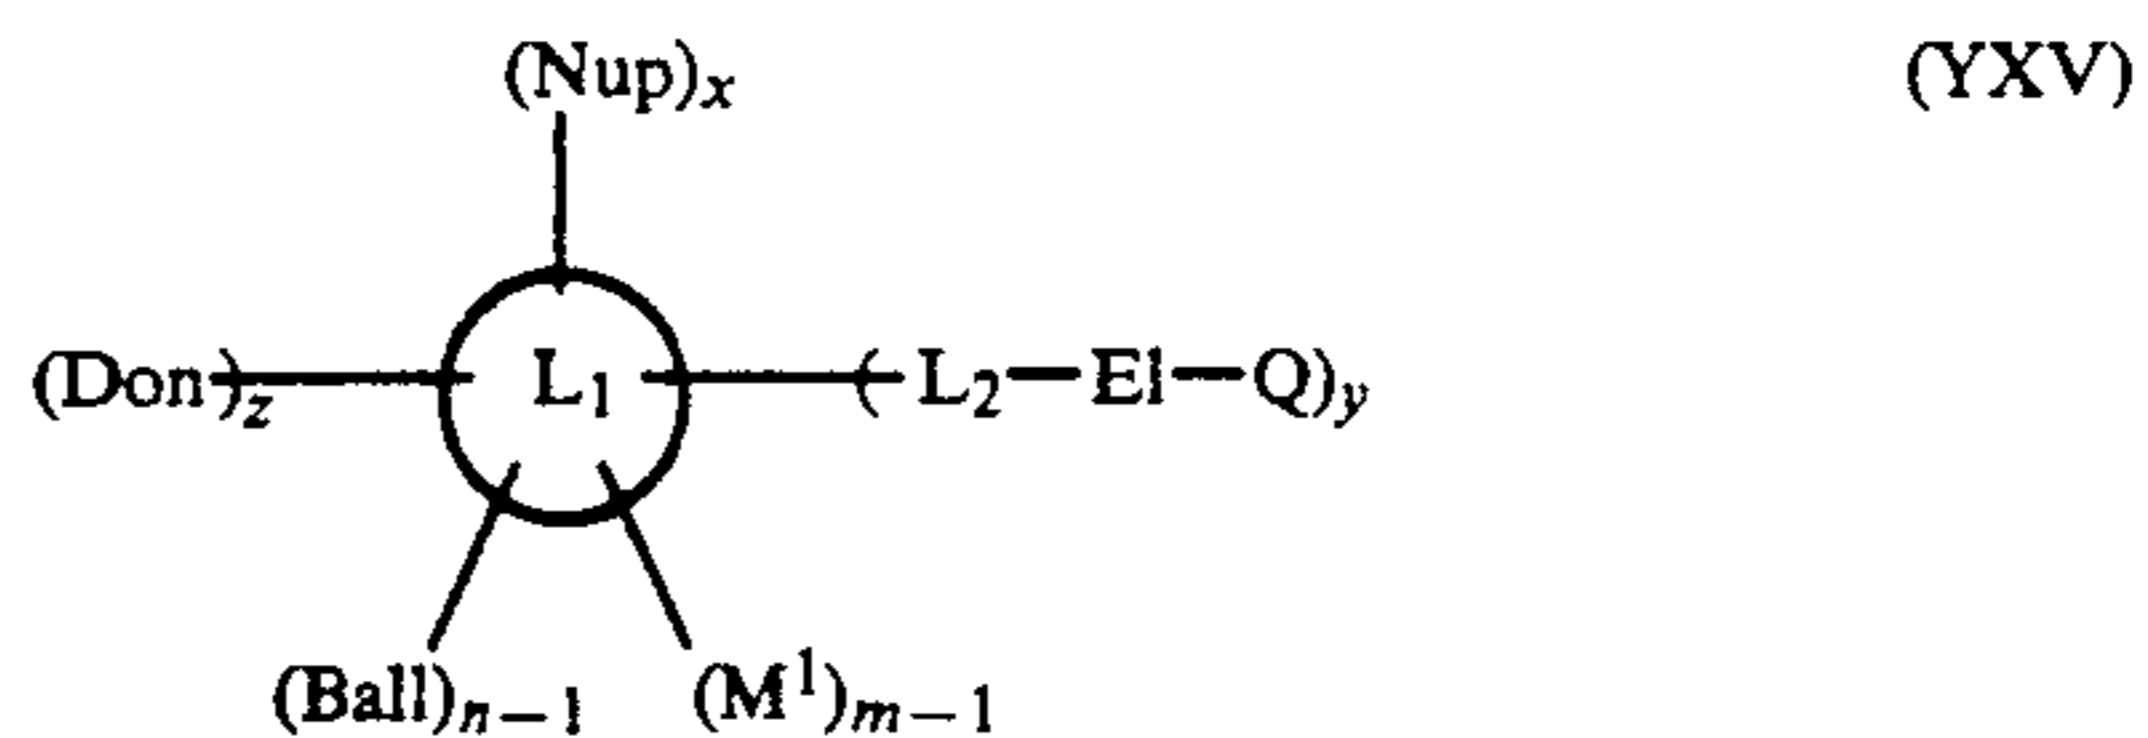 (Nup)x (YXV)
(Don)z L1 ( L2—El—Q)y
(Ball)n−1 (M1)m−1